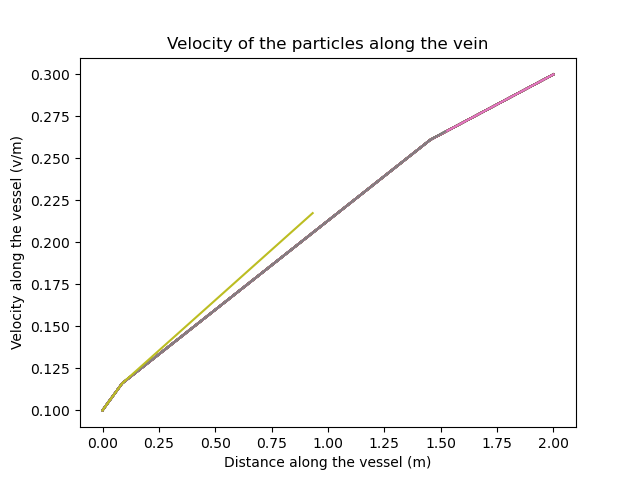 Velocity of the particles along the vein
0.300
0.275
0.250
0.225
0.200
0.175
0.150
0.125
0.100
Velocity along the vessel (v/m)
0.00 0.25 0.50 0.75 1.00 1.25 1.50 1.75 2.00
Distance along the vessel (m)